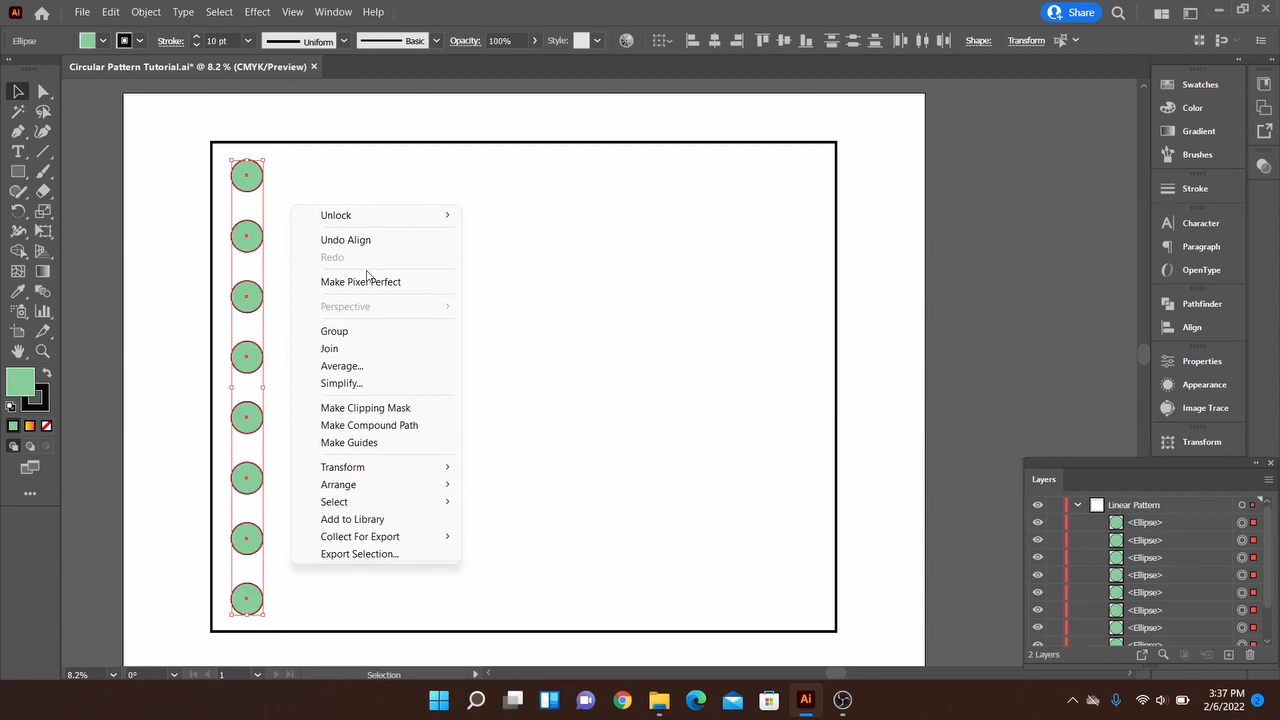 Ai File Edit Object Type Select Effect View Window Help Share
Ellipse Stroke: 10 pt Uniform Basic Opacity: 100% Style: Shape: Transform
Circular Pattern Tutorial.ai* @ 8.2 % (CMYK/Preview) ×
Swatches
Color
Gradient
Brushes
Stroke
Character
Paragraph
OpenType
Pathfinder
Align
Properties
Appearance
Image Trace
Transform
Unlock
Undo Align
Redo
Make Pixel Perfect
Perspective
Group
Join
Average...
Simplify...
Make Clipping Mask
Make Compound Path
Make Guides
Transform
Arrange
Select
Add to Library
Collect For Export
Export Selection...
Layers
Linear Pattern
<Ellipse>
<Ellipse>
<Ellipse>
<Ellipse>
<Ellipse>
<Ellipse>
<Ellipse>
2 Layers
8.2% 0° 1 Selection
Ai
3:37 PM
2/6/2022 2